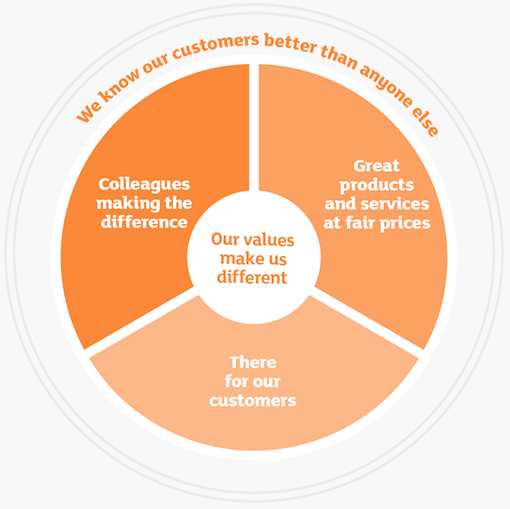 We know our customers better than anyone else
Colleagues
making the
difference
Great
products
and services
at fair prices
Our values
make us
different
There
for our
customers